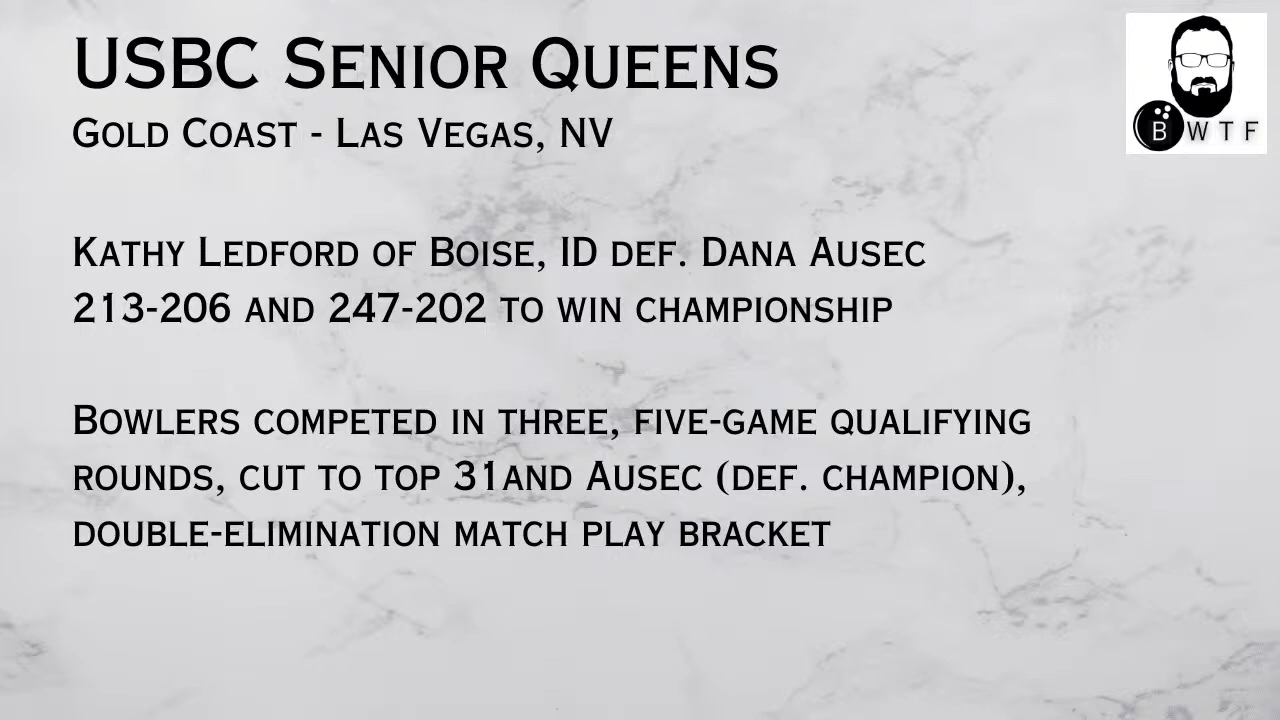 USBC Senior Queens
Gold Coast - Las Vegas, NV
B W T F
Kathy Ledford of Boise, ID def. Dana Ausec
213-206 and 247-202 to win championship
Bowlers competed in three, five-game qualifying
rounds, cut to top 31and Ausec (def. champion),
double-elimination match play bracket